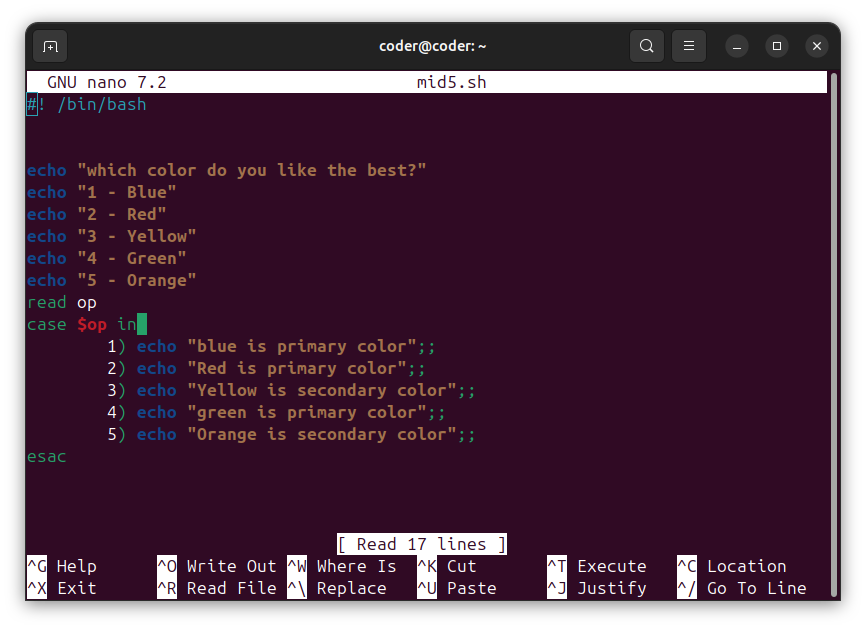 coder@coder: ~
GNU nano 7.2 mid5.sh
#! /bin/bash
echo "which color do you like the best?"
echo "1 - Blue"
echo "2 - Red"
echo "3 - Yellow"
echo "4 - Green"
echo "5 - Orange"
read op
case $op in
1) echo "blue is primary color";;
2) echo "Red is primary color";;
3) echo "Yellow is secondary color";;
4) echo "green is primary color";;
5) echo "Orange is secondary color";;
esac
[ Read 17 lines ]
^G Help ^O Write Out ^W Where Is ^K Cut ^T Execute ^C Location
^X Exit ^R Read File ^\ Replace ^U Paste ^J Justify ^/ Go To Line